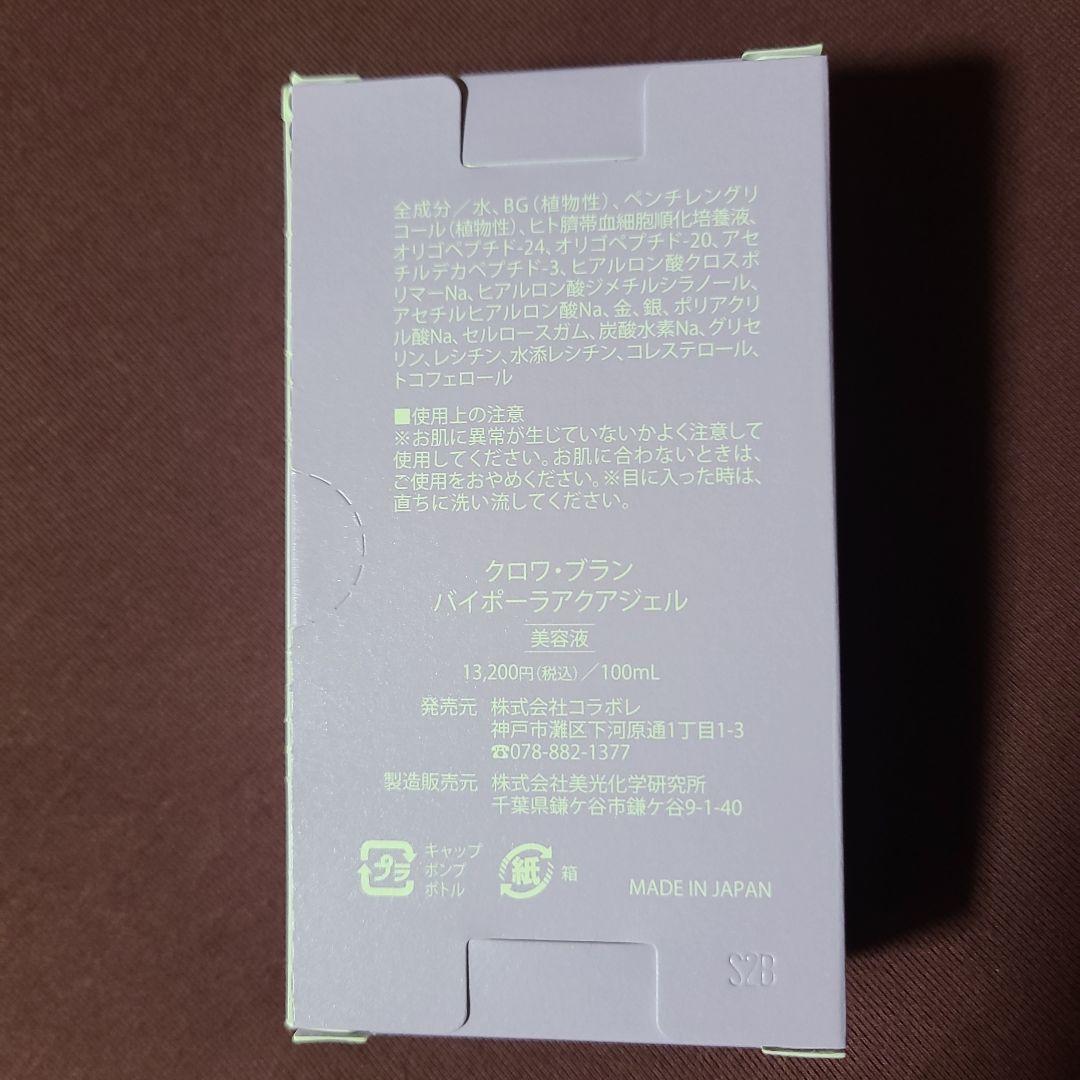 全成分／水、BG（植物性）、ペンチレングリ
コール（植物性）、ヒト臍帯血細胞順化培養液、
オリゴペプチド-24、オリゴペプチド-20、アセ
チルデカペプチド-3、ヒアルロン酸クロスポ
リマーNa、ヒアルロン酸ジメチルシラノール、
アセチルヒアルロン酸Na、金、銀、ポリアクリ
ル酸Na、セルロースガム、炭酸水素Na、グリセ
リン、レシチン、水添レシチン、コレステロール、
トコフェロール
■使用上の注意
※お肌に異常が生じていないかよく注意して
使用してください。お肌に合わないときは、
ご使用をおやめください。※目に入った時は、
直ちに洗い流してください。
クロワ・ブラン
バイポーラアクアジェル
美容液
13,200円（税込）／100mL
発売元 株式会社コラボレ
神戸市灘区下河原通1丁目1-3
☎078-882-1377
製造販売元 株式会社美光化学研究所
千葉県鎌ケ谷市鎌ケ谷9-1-40
プラ キャップ
ポンプ
ボトル
紙 箱
MADE IN JAPAN
S2B